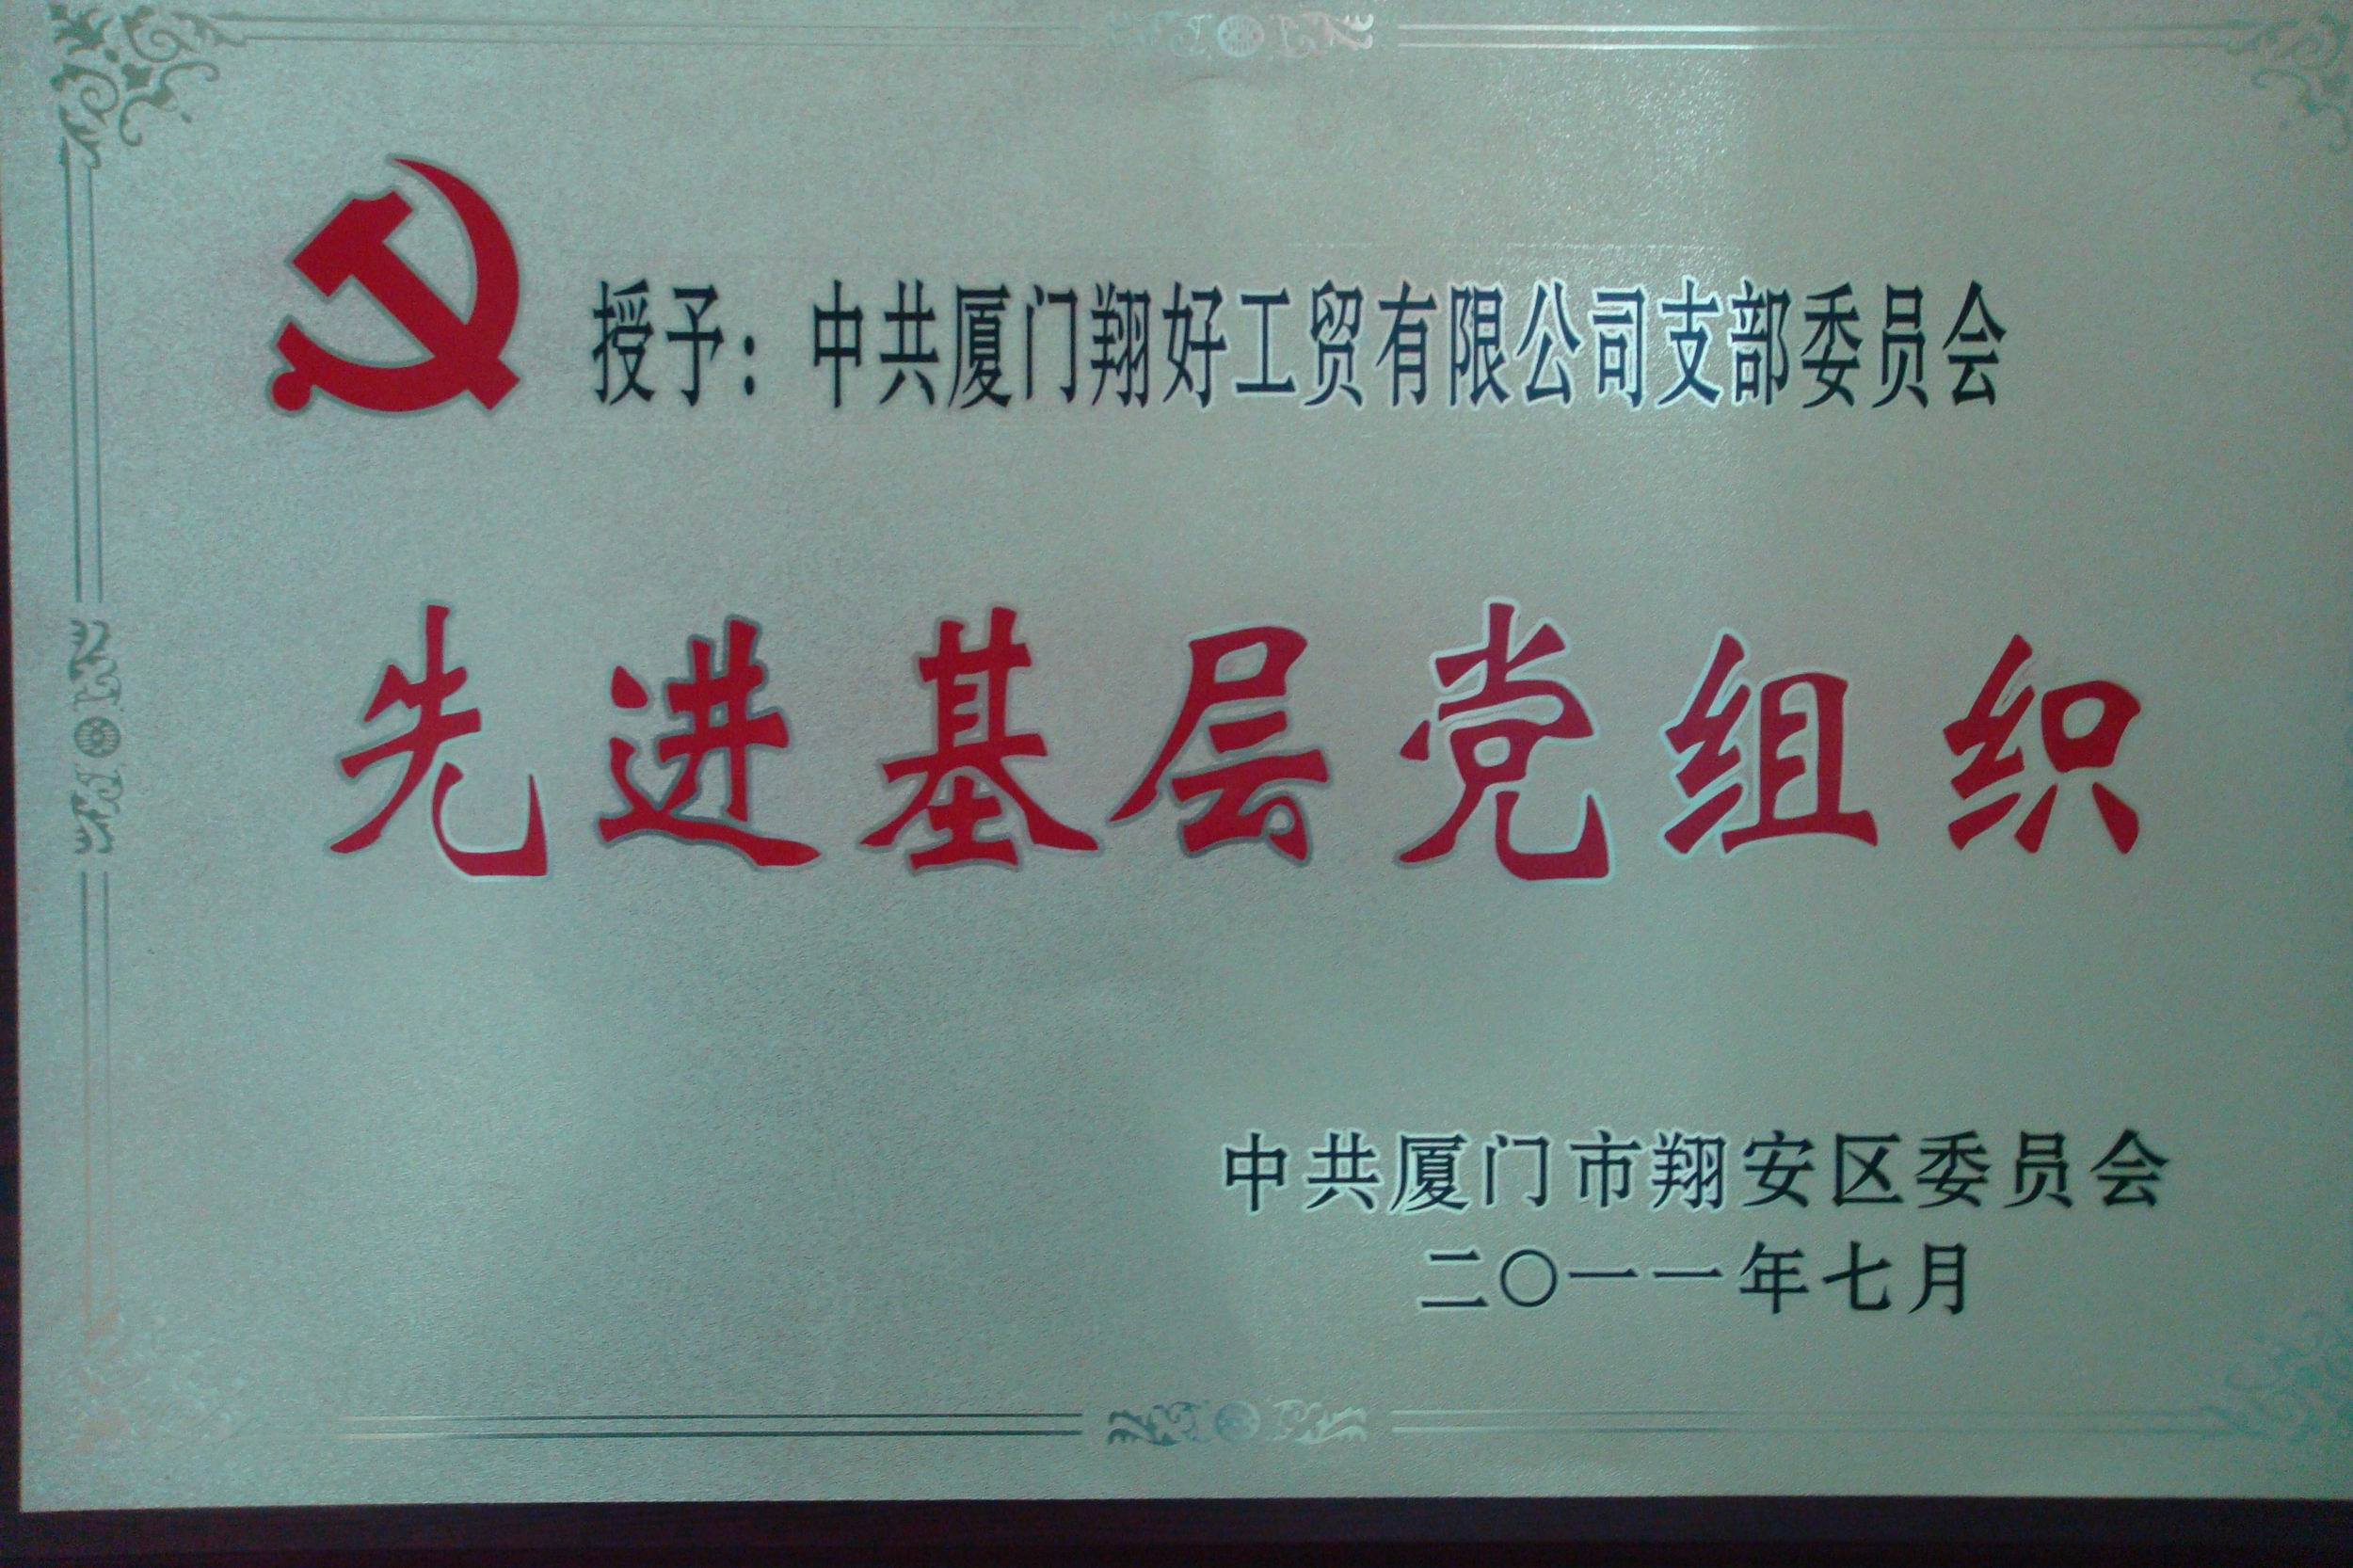 授予：中共厦门翔好工贸有限公司支部委员会
先进基层党组织
中共厦门市翔安区委员会
二〇一一年七月